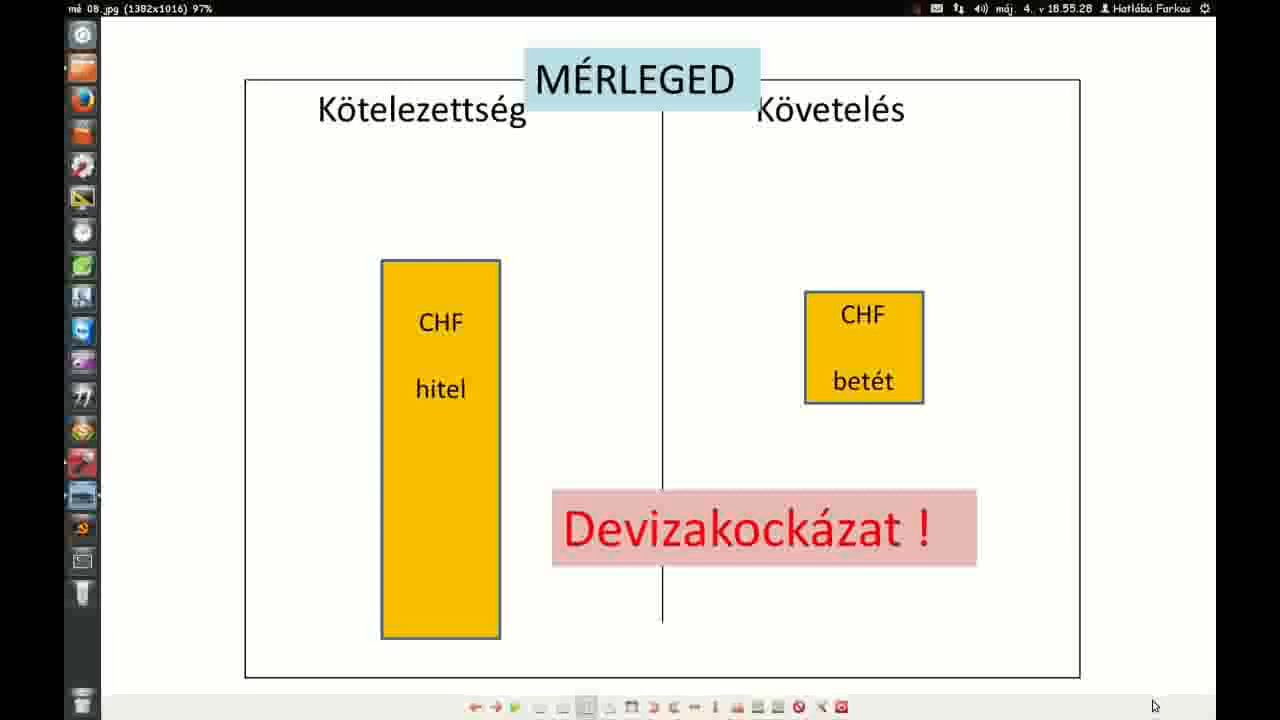 mé 08.jpg (1382x1016) 97%
máj. 4, v 18.55.28 Hatlábú Farkas
MÉRLEGED
Kötelezettség
Követelés
CHF
hitel
CHF
betét
Devizakockázat !